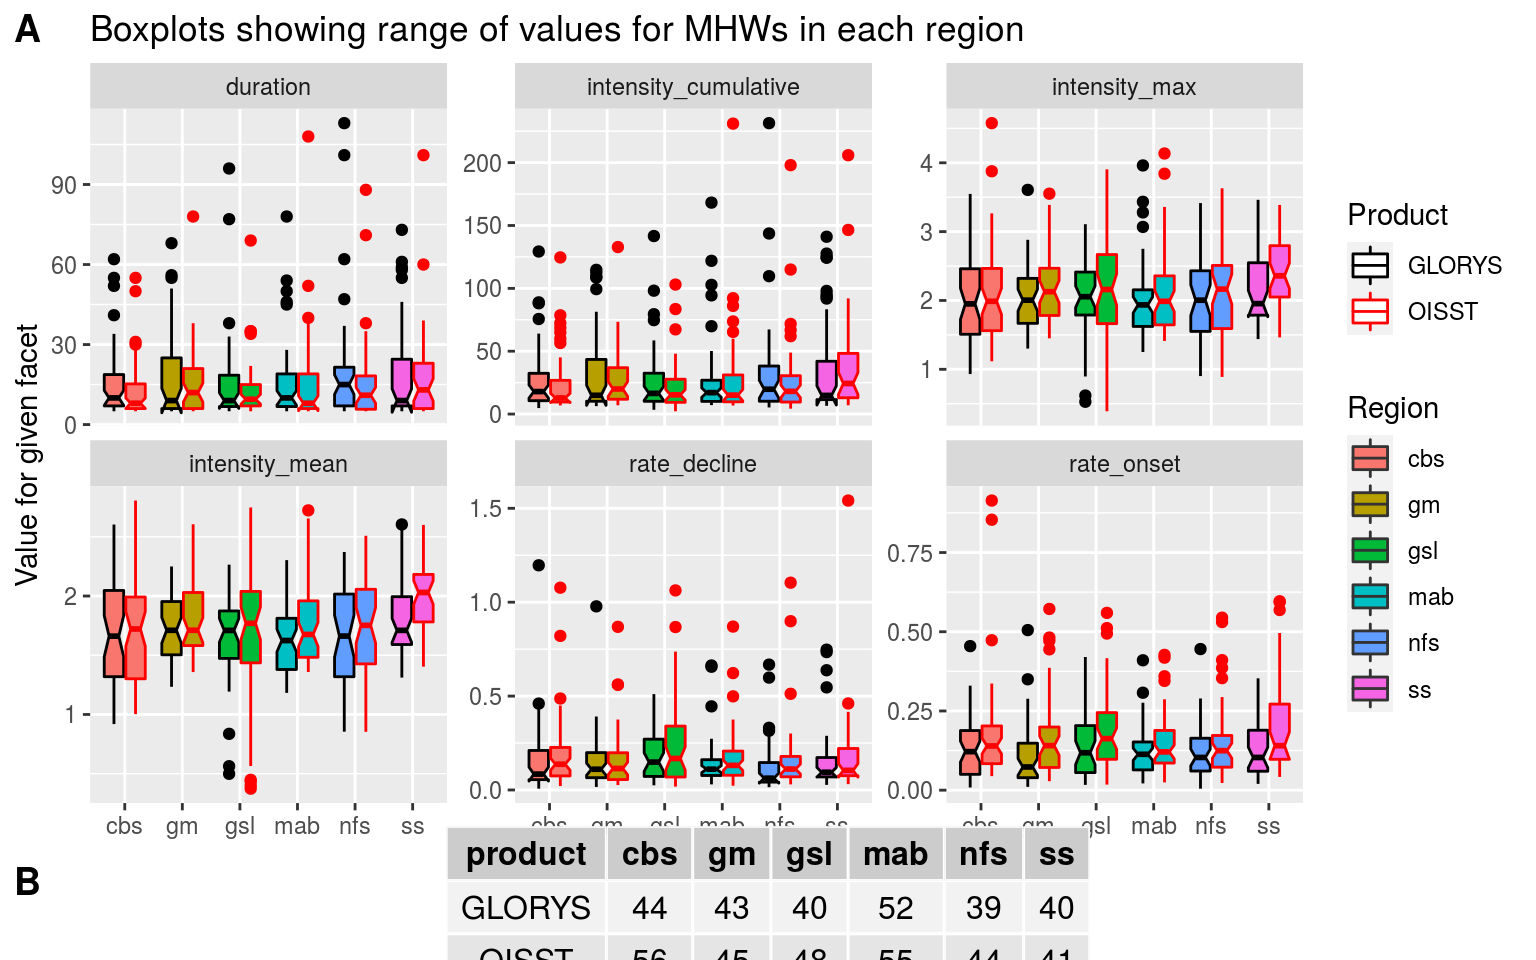 A Boxplots showing range of values for MHWs in each region
duration intensity_cumulative intensity_max
Value for given facet
90
60
30
0
200
150
100
50
0
4
3
2
1
intensity_mean rate_decline rate_onset
2
1
1.5
1.0
0.5
0.0
0.75
0.50
0.25
0.00
cbs gm gsl mab nfs ss
cbs gm gsl mab nfs ss
cbs gm gsl mab nfs ss
Product
GLORYS
OISST
Region
cbs
gm
gsl
mab
nfs
ss
B
product cbs gm gsl mab nfs ss
GLORYS 44 43 40 52 39 40
OISST 56 45 48 55 44 41